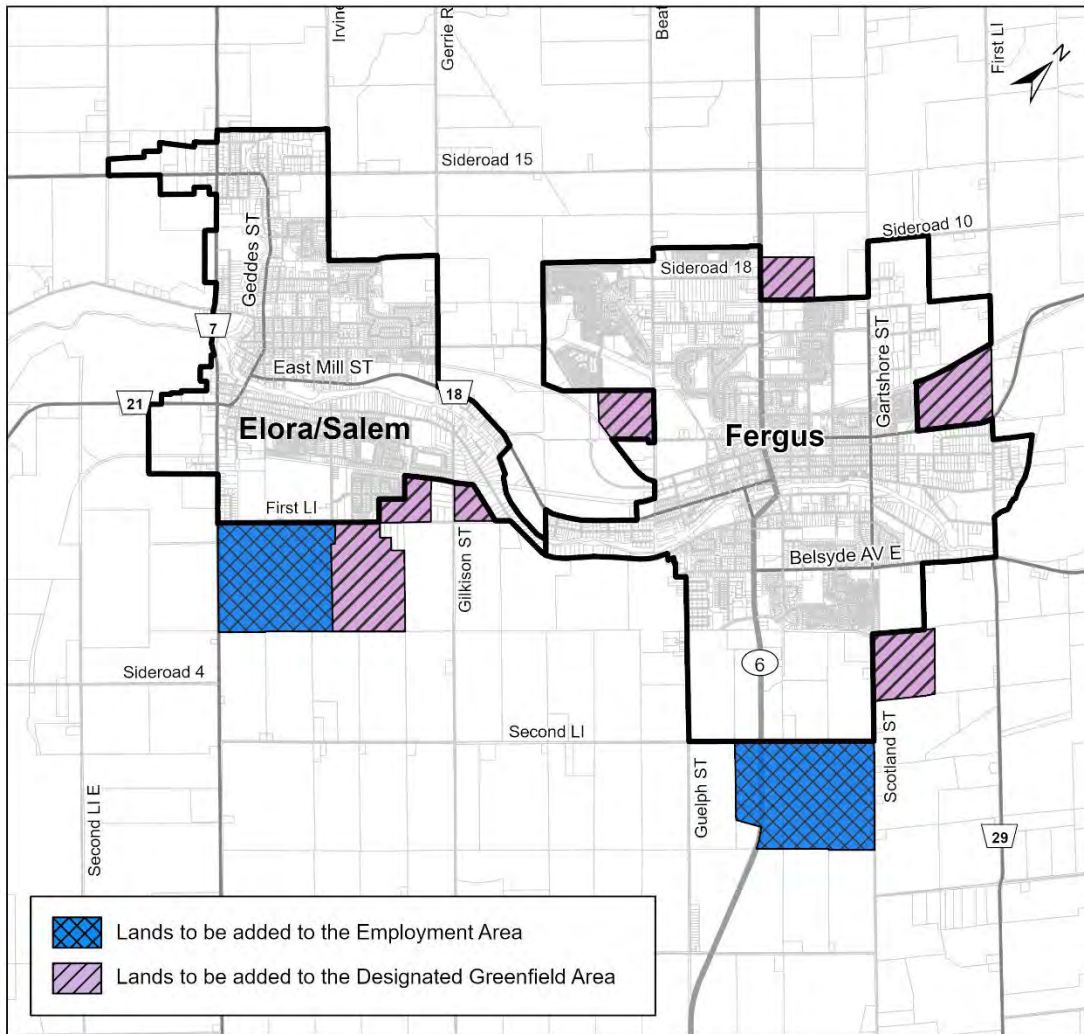 Irvine
Gerrie R
Beat
First LI
N
Sideroad 15
Sideroad 10
Sideroad 18
Geddes ST
Gartshore ST
7
East Mill ST
18
21
Elora/Salem
Fergus
First LI
Gilkison ST
Belsyde AV E
6
Sideroad 4
Second LI
Second LI E
Guelph ST
Scotland ST
29
Lands to be added to the Employment Area
Lands to be added to the Designated Greenfield Area